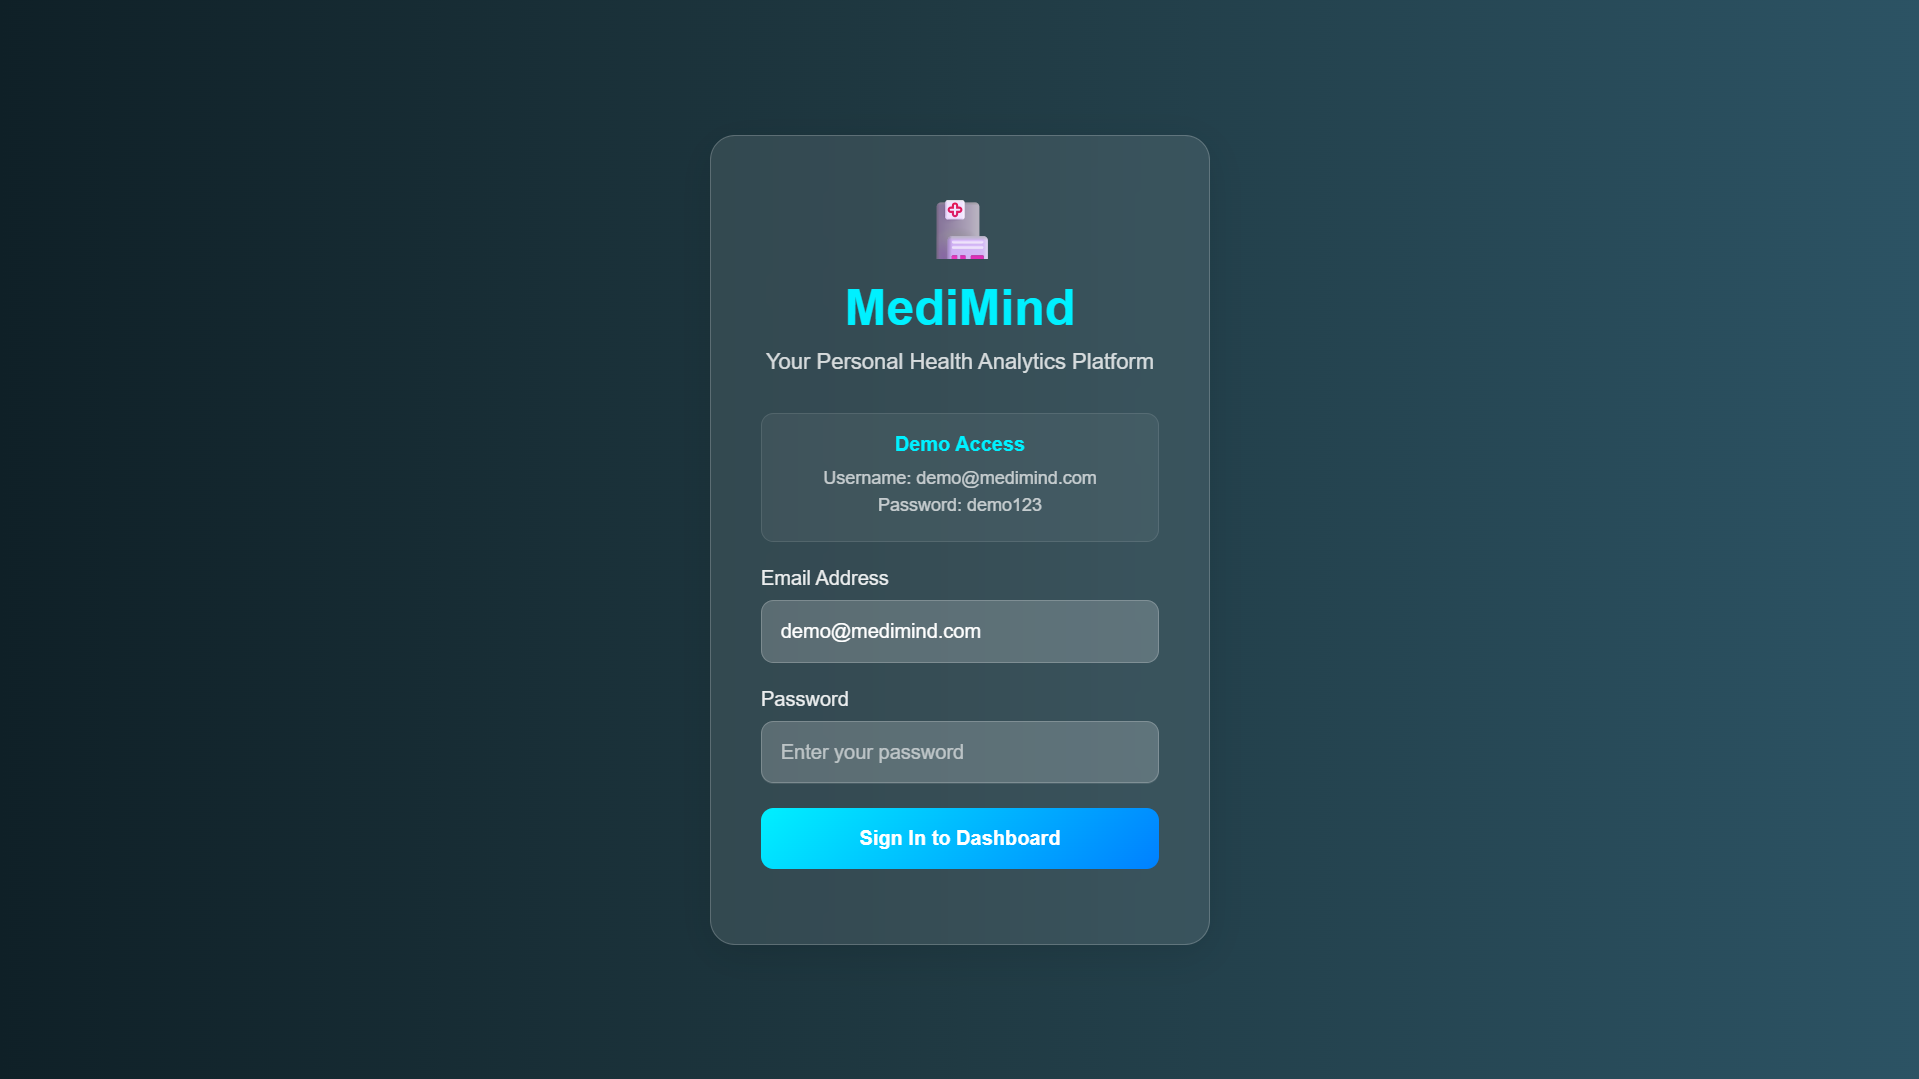 MediMind
Your Personal Health Analytics Platform
Demo Access
Username: demo@medimind.com
Password: demo123
Email Address
demo@medimind.com
Password
Enter your password
Sign In to Dashboard